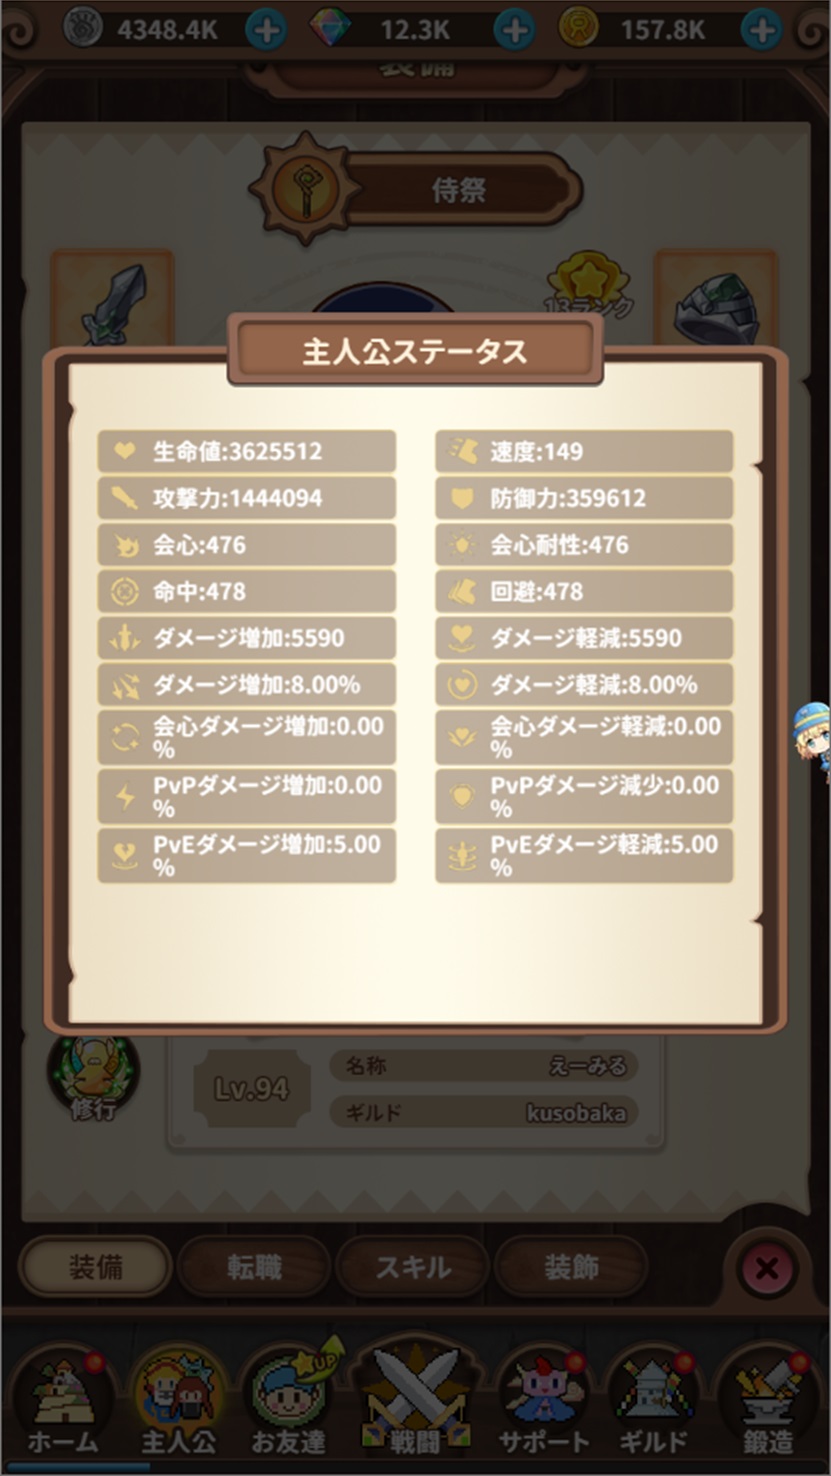 4348.4K 12.3K 157.8K
装備
侍祭
13ランク
主人公ステータス
生命値:3625512
速度:149
攻撃力:1444094
防御力:359612
会心:476
会心耐性:476
命中:478
回避:478
ダメージ増加:5590
ダメージ軽減:5590
ダメージ増加:8.00%
ダメージ軽減:8.00%
会心ダメージ増加:0.00
%
会心ダメージ軽減:0.00
%
PvPダメージ増加:0.00
%
PvPダメージ減少:0.00
%
PvEダメージ増加:5.00
%
PvEダメージ軽減:5.00
%
修行
Lv.94
名称 えーみる
ギルド kusobaka
装備 転職 スキル 装飾
UP
ホーム 主人公 お友達 戦闘 サポート ギルド 鍛造